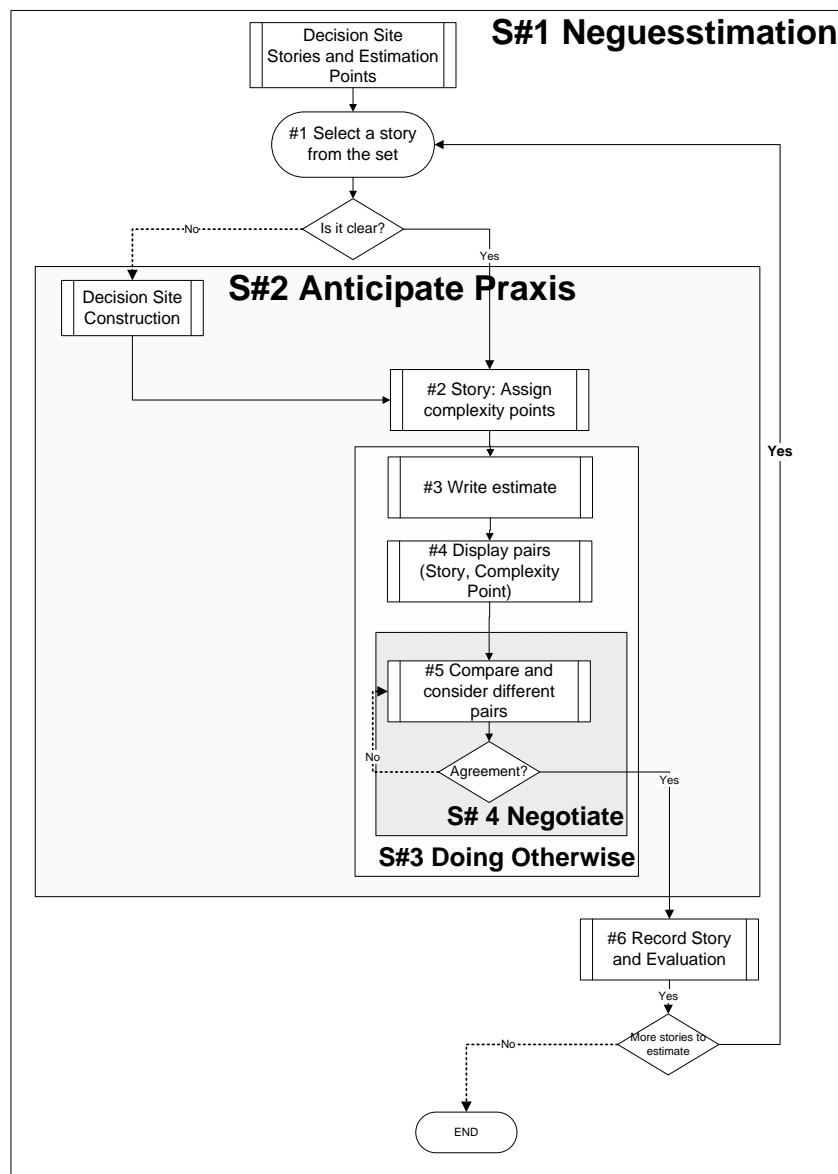 S#1 Neguesstimation
Decision Site
Stories and Estimation
Points
#1 Select a story
from the set
Is it clear?
No
Yes
S#2 Anticipate Praxis
Decision Site
Construction
#2 Story: Assign
complexity points
Yes
#3 Write estimate
#4 Display pairs
(Story, Complexity
Point)
#5 Compare and
consider different
pairs
No
Agreement?
Yes
S# 4 Negotiate
S#3 Doing Otherwise
#6 Record Story
and Evaluation
Yes
More stories to
estimate
No
END